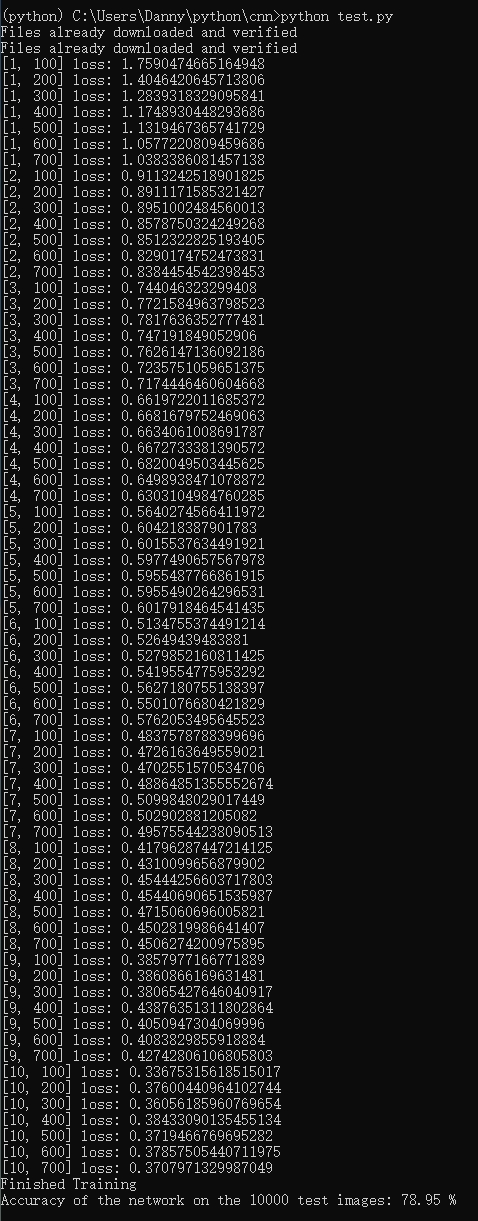 (python) C:\Users\Danny\python\cnn>python test.py
Files already downloaded and verified
Files already downloaded and verified
[1, 100] loss: 1.7590474665164948
[1, 200] loss: 1.4046420645713806
[1, 300] loss: 1.2839318329095841
[1, 400] loss: 1.1748930448293686
[1, 500] loss: 1.1319467365741729
[1, 600] loss: 1.0577220809459686
[1, 700] loss: 1.0383386081457138
[2, 100] loss: 0.9113242518901825
[2, 200] loss: 0.8911171585321427
[2, 300] loss: 0.8951002484560013
[2, 400] loss: 0.8578750324249268
[2, 500] loss: 0.8512322825193405
[2, 600] loss: 0.8290174752473831
[2, 700] loss: 0.8384454542398453
[3, 100] loss: 0.744046323299408
[3, 200] loss: 0.7721584963798523
[3, 300] loss: 0.7817636352777481
[3, 400] loss: 0.747191849052906
[3, 500] loss: 0.7626147136092186
[3, 600] loss: 0.7235751059651375
[3, 700] loss: 0.7174446460604668
[4, 100] loss: 0.6619722011685372
[4, 200] loss: 0.6681679752469063
[4, 300] loss: 0.6634061008691787
[4, 400] loss: 0.6672733381390572
[4, 500] loss: 0.6820049503445625
[4, 600] loss: 0.6498938471078872
[4, 700] loss: 0.6303104984760285
[5, 100] loss: 0.5640274566411972
[5, 200] loss: 0.604218387901783
[5, 300] loss: 0.6015537634491921
[5, 400] loss: 0.5977490657567978
[5, 500] loss: 0.5955487766861915
[5, 600] loss: 0.5955490264296531
[5, 700] loss: 0.6017918464541435
[6, 100] loss: 0.5134755374491214
[6, 200] loss: 0.52649439483881
[6, 300] loss: 0.5279852160811425
[6, 400] loss: 0.5419554775953292
[6, 500] loss: 0.5627180755138397
[6, 600] loss: 0.5501076680421829
[6, 700] loss: 0.5762053495645523
[7, 100] loss: 0.4837578788399696
[7, 200] loss: 0.4726163649559021
[7, 300] loss: 0.4702551570534706
[7, 400] loss: 0.48864851355552674
[7, 500] loss: 0.5099848029017449
[7, 600] loss: 0.502902881205082
[7, 700] loss: 0.49575544238090513
[8, 100] loss: 0.41796287447214125
[8, 200] loss: 0.4310099656879902
[8, 300] loss: 0.45444256603717803
[8, 400] loss: 0.45440690651535987
[8, 500] loss: 0.4715060696005821
[8, 600] loss: 0.4502819986641407
[8, 700] loss: 0.4506274200975895
[9, 100] loss: 0.3857977166771889
[9, 200] loss: 0.3860866169631481
[9, 300] loss: 0.38065427646040917
[9, 400] loss: 0.43876351311802864
[9, 500] loss: 0.4050947304069996
[9, 600] loss: 0.4083829855918884
[9, 700] loss: 0.42742806106805803
[10, 100] loss: 0.33675315618515017
[10, 200] loss: 0.37600440964102744
[10, 300] loss: 0.36056185960769654
[10, 400] loss: 0.38433090135455134
[10, 500] loss: 0.3719466769695282
[10, 600] loss: 0.37857505440711975
[10, 700] loss: 0.3707971329987049
Finished Training
Accuracy of the network on the 10000 test images: 78.95 %